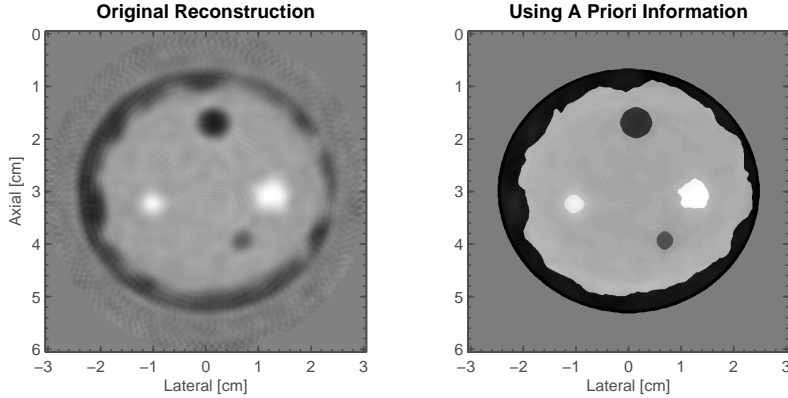 Original Reconstruction
0
1
2
3
4
5
6
Axial [cm]
−3 −2 −1 0 1 2 3
Lateral [cm]
Using A Priori Information
0
1
2
3
4
5
6
−3 −2 −1 0 1 2 3
Lateral [cm]